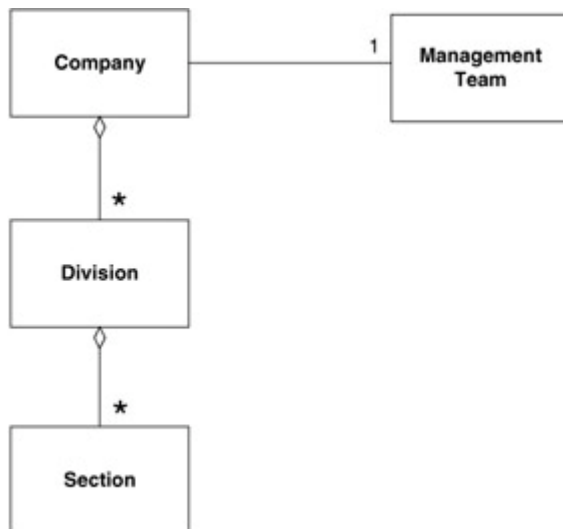 Company
1
Management
Team
*
Division
*
Section